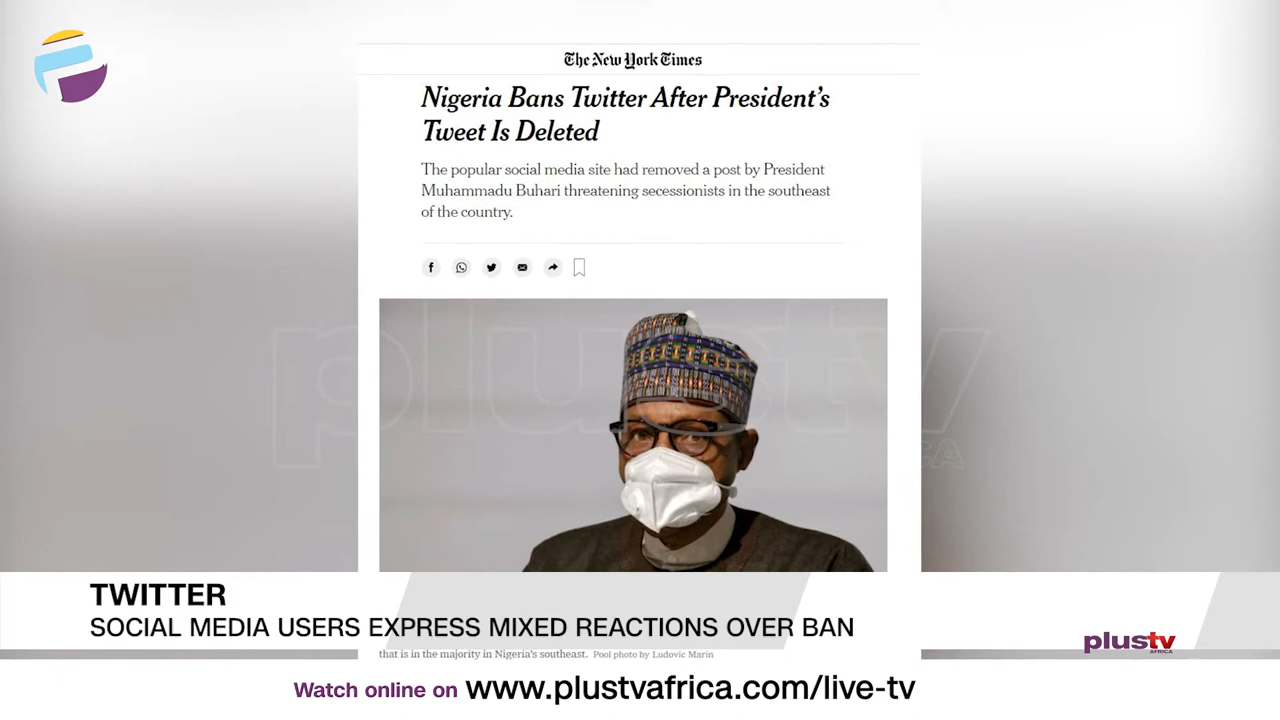 The New York Times
Nigeria Bans Twitter After President's
Tweet Is Deleted
The popular social media site had removed a post by President
Muhammadu Buhari threatening secessionists in the southeast
of the country.
plustv
AFRICA
TWITTER
SOCIAL MEDIA USERS EXPRESS MIXED REACTIONS OVER BAN
plustv
AFRICA
that is in the majority in Nigeria's southeast. Pool photo by Ludovic Marin
Watch online on www.plustvafrica.com/live-tv